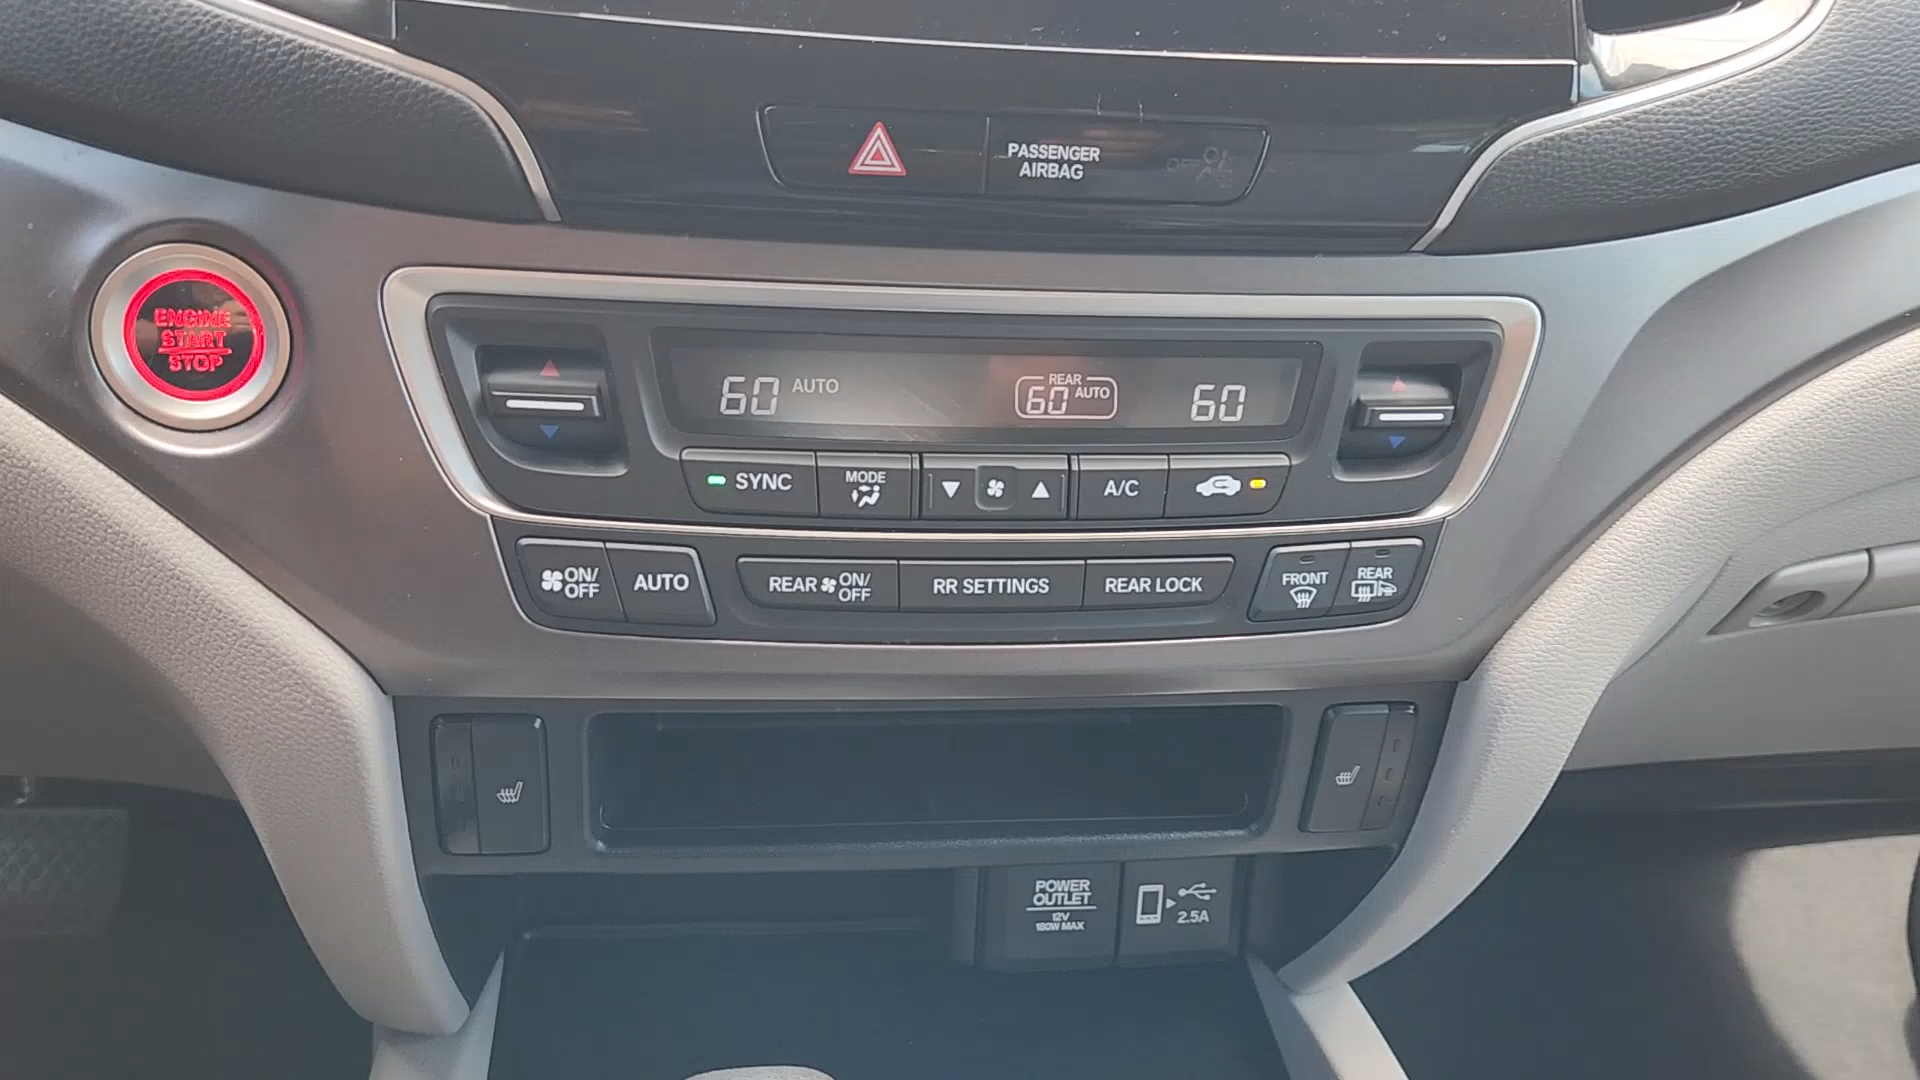 PASSENGER
AIRBAG
ENGINE
START
STOP
60 AUTO
REAR
60 AUTO
60
SYNC
MODE
A/C
ON/
OFF
AUTO
REAR ON/
OFF
RR SETTINGS
REAR LOCK
FRONT
REAR
POWER
OUTLET
12V
180W MAX
2.5A